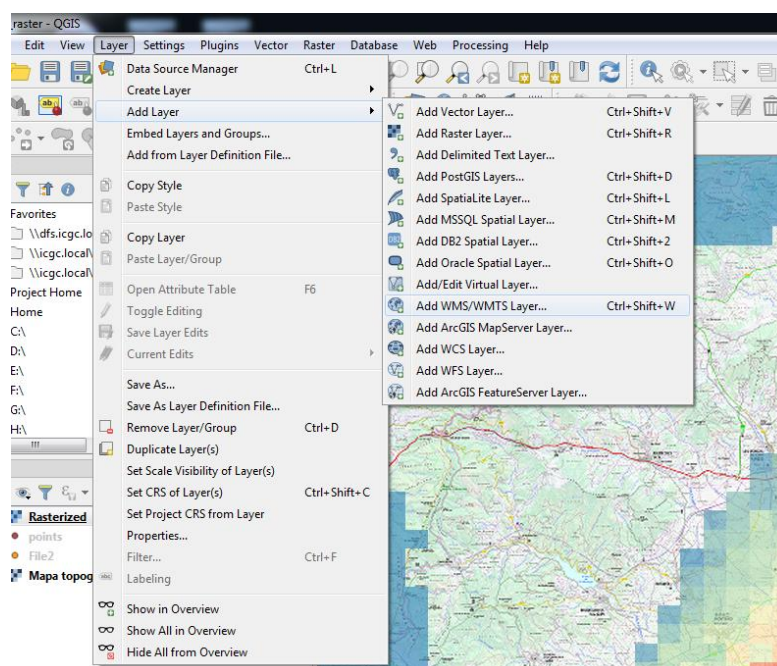 _raster - QGIS
Edit View Layer Settings Plugins Vector Raster Database Web Processing Help
Data Source Manager Ctrl+L
Create Layer
Add Layer
Embed Layers and Groups...
Add from Layer Definition File...
Copy Style
Paste Style
Copy Layer
Paste Layer/Group
Open Attribute Table F6
Toggle Editing
Save Layer Edits
Current Edits
Save As...
Save As Layer Definition File...
Remove Layer/Group Ctrl+D
Duplicate Layer(s)
Set Scale Visibility of Layer(s)
Set CRS of Layer(s) Ctrl+Shift+C
Set Project CRS from Layer
Properties...
Filter... Ctrl+F
Labeling
Show in Overview
Show All in Overview
Hide All from Overview
Add Vector Layer... Ctrl+Shift+V
Add Raster Layer... Ctrl+Shift+R
Add Delimited Text Layer...
Add PostGIS Layers... Ctrl+Shift+D
Add SpatiaLite Layer... Ctrl+Shift+L
Add MSSQL Spatial Layer... Ctrl+Shift+M
Add DB2 Spatial Layer... Ctrl+Shift+2
Add Oracle Spatial Layer... Ctrl+Shift+O
Add/Edit Virtual Layer...
Add WMS/WMTS Layer... Ctrl+Shift+W
Add ArcGIS MapServer Layer...
Add WCS Layer...
Add WFS Layer...
Add ArcGIS FeatureServer Layer...
Favorites
\\dfs.icgc.lo
\\icgc.local\
\\icgc.local\
Project Home
Home
C:\
D:\
E:\
F:\
G:\
H:\
Rasterized
points
File2
Mapa topog